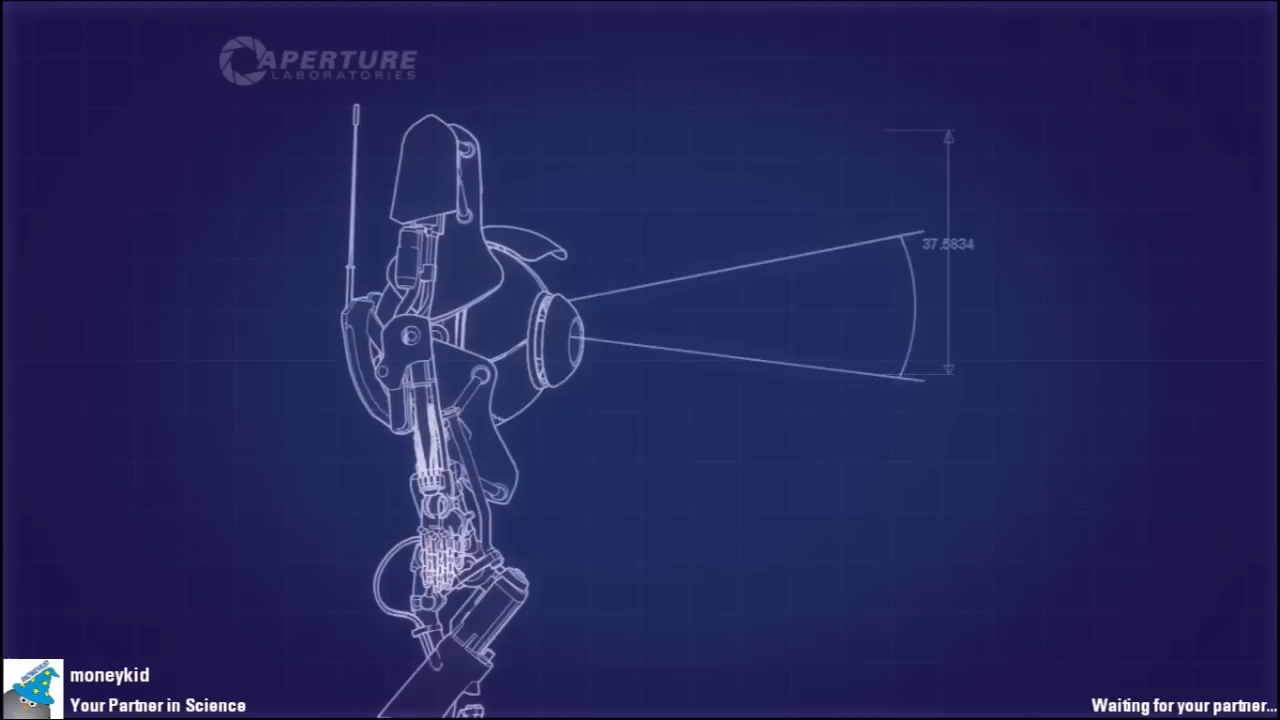 APERTURE
LABORATORIES
37.5834
moneykid
Your Partner in Science
Waiting for your partner...